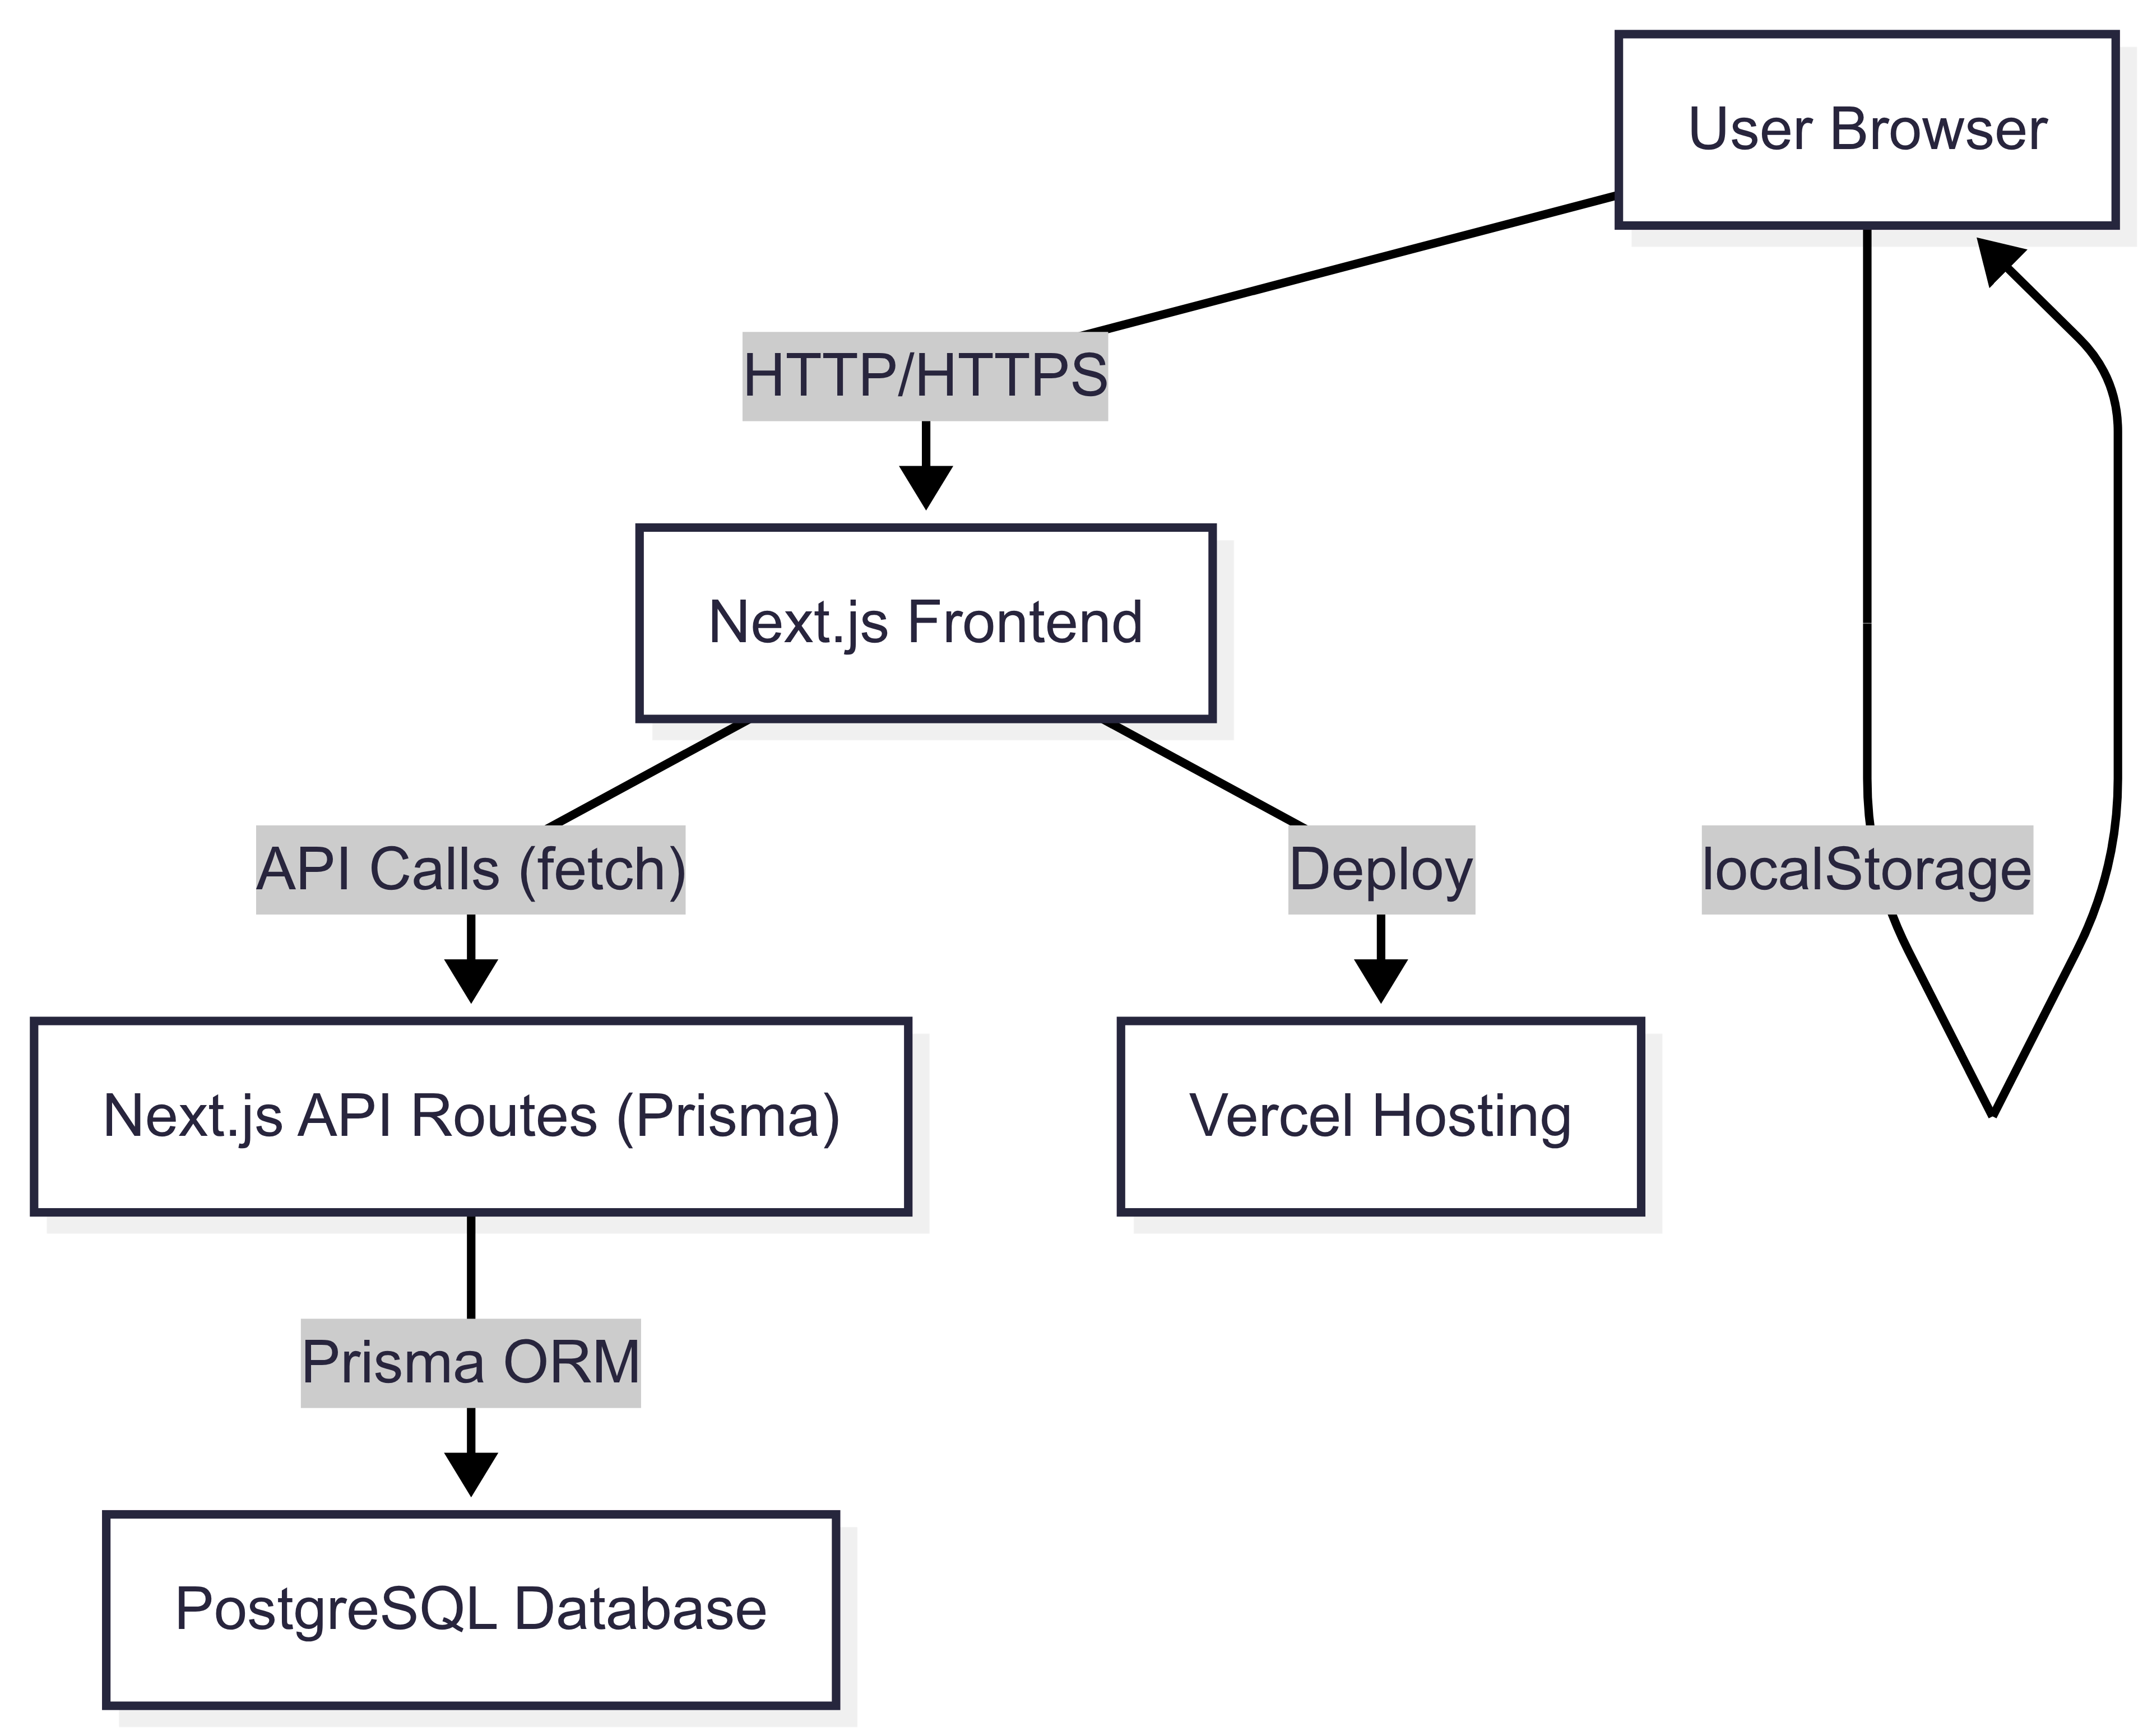 User Browser
HTTP/HTTPS
Next.js Frontend
API Calls (fetch)
Deploy
localStorage
Next.js API Routes (Prisma)
Vercel Hosting
Prisma ORM
PostgreSQL Database